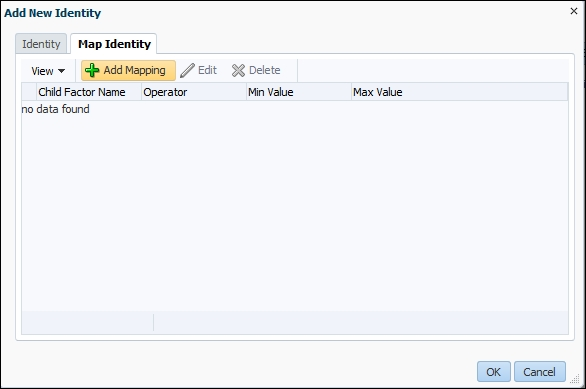 Add New Identity
Identity Map Identity
View Add Mapping Edit Delete
Child Factor Name Operator Min Value Max Value
no data found
OK Cancel